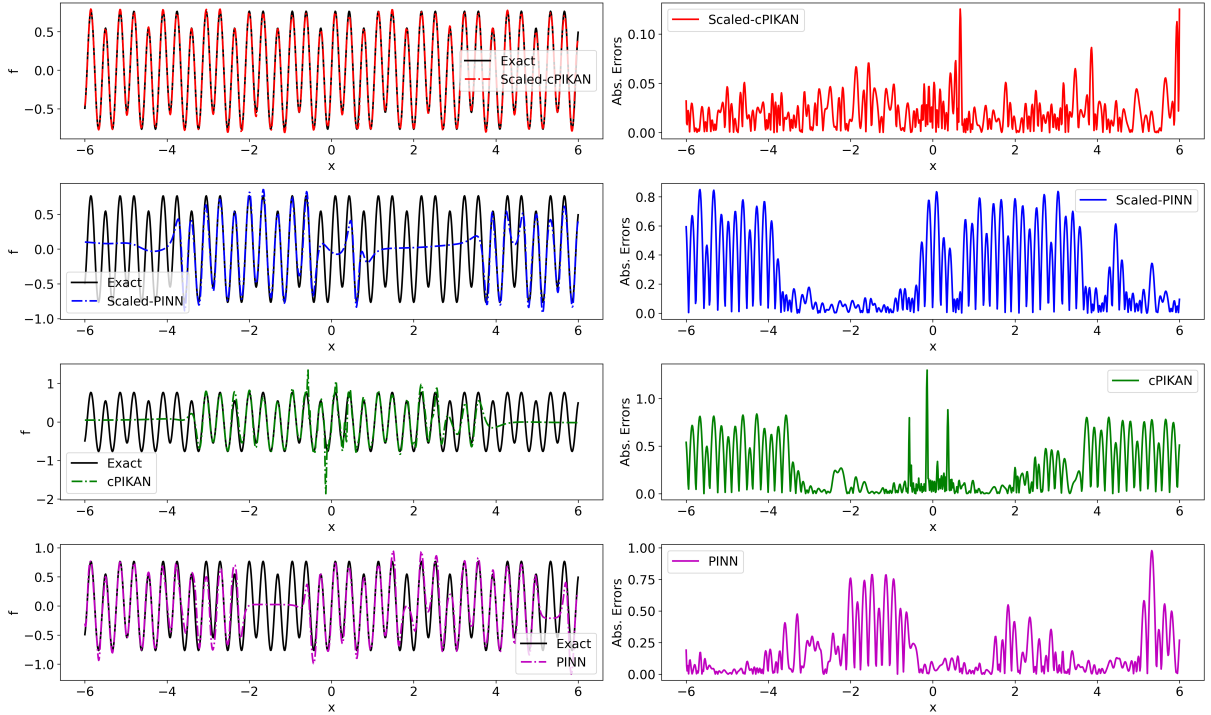 0.5
0.0
−0.5
f
Exact
Scaled-cPIKAN
−6 −4 −2 0 2 4 6
x
0.10
0.05
0.00
Abs. Errors
Scaled-cPIKAN
−6 −4 −2 0 2 4 6
x
0.5
0.0
−0.5
−1.0
f
Exact
Scaled-PINN
−6 −4 −2 0 2 4 6
x
0.8
0.6
0.4
0.2
0.0
Abs. Errors
Scaled-PINN
−6 −4 −2 0 2 4 6
x
1
0
−1
−2
f
Exact
cPIKAN
−6 −4 −2 0 2 4 6
x
1.0
0.5
0.0
Abs. Errors
cPIKAN
−6 −4 −2 0 2 4 6
x
1.0
0.5
0.0
−0.5
−1.0
f
Exact
PINN
−6 −4 −2 0 2 4 6
x
1.00
0.75
0.50
0.25
0.00
Abs. Errors
PINN
−6 −4 −2 0 2 4 6
x